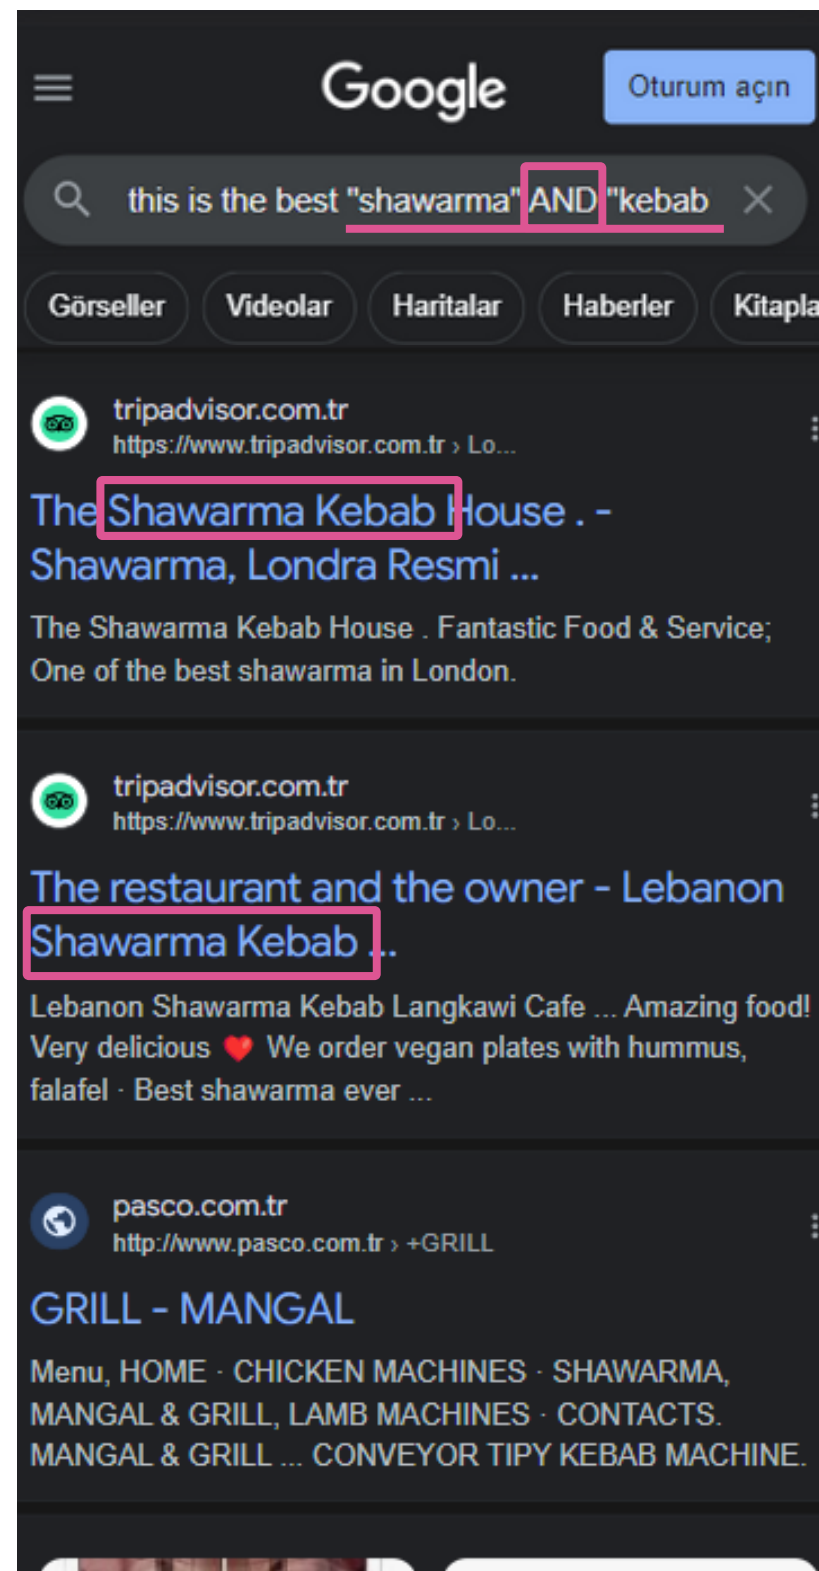 Google
Oturum açın
this is the best "shawarma" AND "kebab
Görseller Videolar Haritalar Haberler Kitapla
tripadvisor.com.tr
https://www.tripadvisor.com.tr › Lo...
The Shawarma Kebab House . -
Shawarma, Londra Resmi ...
The Shawarma Kebab House . Fantastic Food & Service;
One of the best shawarma in London.
tripadvisor.com.tr
https://www.tripadvisor.com.tr › Lo...
The restaurant and the owner - Lebanon
Shawarma Kebab ...
Lebanon Shawarma Kebab Langkawi Cafe ... Amazing food!
Very delicious ❤️ We order vegan plates with hummus,
falafel · Best shawarma ever ...
pasco.com.tr
http://www.pasco.com.tr › +GRILL
GRILL - MANGAL
Menu, HOME · CHICKEN MACHINES · SHAWARMA,
MANGAL & GRILL, LAMB MACHINES · CONTACTS.
MANGAL & GRILL ... CONVEYOR TIPY KEBAB MACHINE.